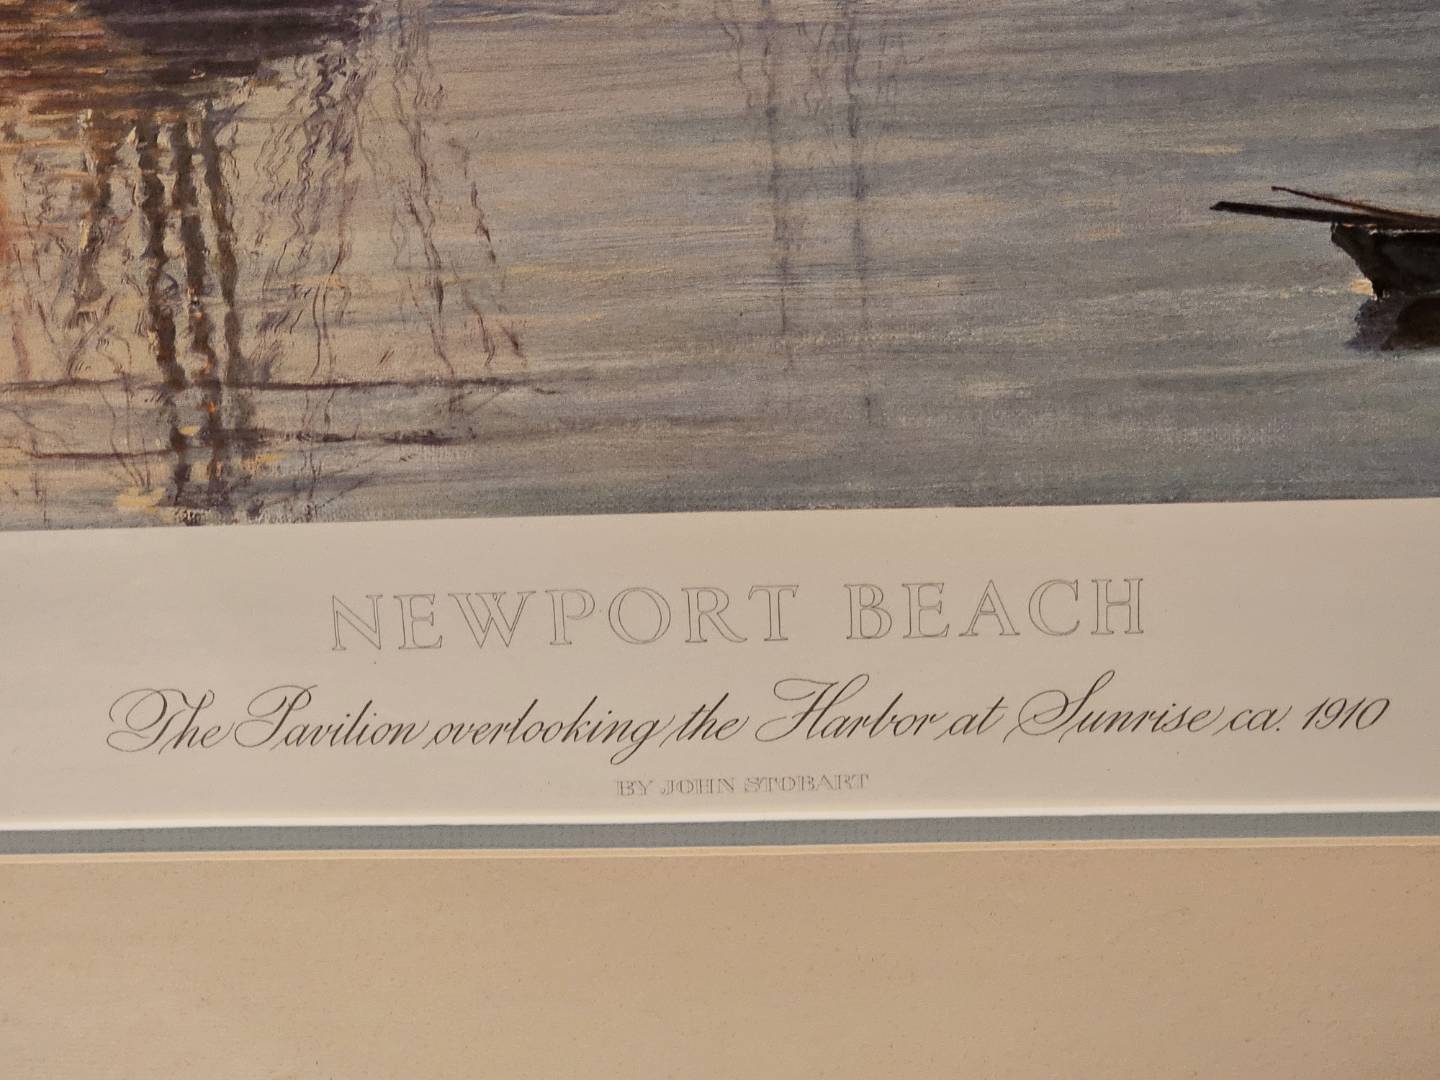 NEWPORT BEACH
The Pavilion overlooking the Harbor at Sunrise ca. 1910
BY JOHN STOBART